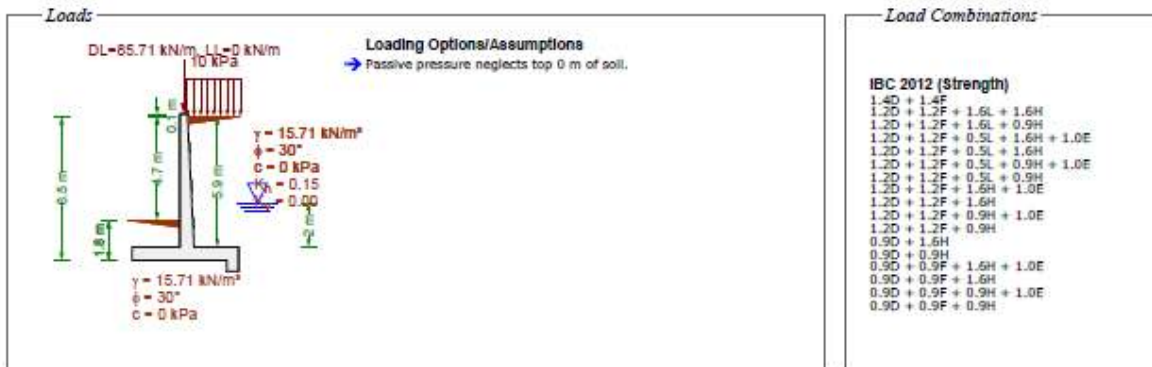 Loads
DL=85.71 kN/m, LL=0 kN/m
10 kPa
Loading Options/Assumptions
Passive pressure neglects top 0 m of soil.
0.1 m
γ = 15.71 kN/m³
ϕ = 30°
c = 0 kPa
= 0.15
= 0.00
6.5 m
4.7 m
5.9 m
2 m
1.8 m
γ = 15.71 kN/m³
ϕ = 30°
c = 0 kPa
Load Combinations
IBC 2012 (Strength)
1.4D + 1.4F
1.2D + 1.2F + 1.6L + 1.6H
1.2D + 1.2F + 1.6L + 0.9H
1.2D + 1.2F + 0.5L + 1.6H + 1.0E
1.2D + 1.2F + 0.5L + 1.6H
1.2D + 1.2F + 0.5L + 0.9H + 1.0E
1.2D + 1.2F + 0.5L + 0.9H
1.2D + 1.2F + 1.6H + 1.0E
1.2D + 1.2F + 1.6H
1.2D + 1.2F + 0.9H + 1.0E
1.2D + 1.2F + 0.9H
0.9D + 1.6H
0.9D + 0.9H
0.9D + 0.9F + 1.6H + 1.0E
0.9D + 0.9F + 1.6H
0.9D + 0.9F + 0.9H + 1.0E
0.9D + 0.9F + 0.9H